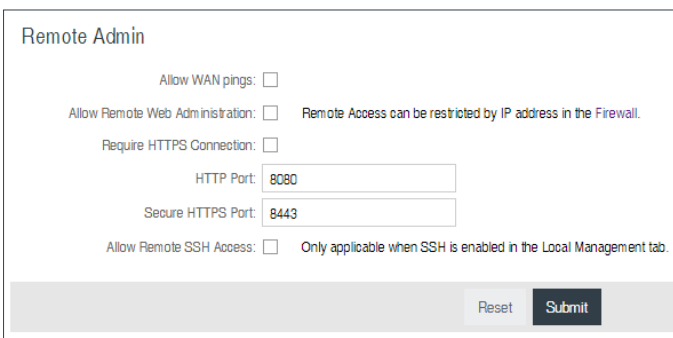 Remote Admin
Allow WAN pings:
Allow Remote Web Administration: Remote Access can be restricted by IP address in the Firewall.
Require HTTPS Connection:
HTTP Port: 8080
Secure HTTPS Port: 8443
Allow Remote SSH Access: Only applicable when SSH is enabled in the Local Management tab.
Reset Submit